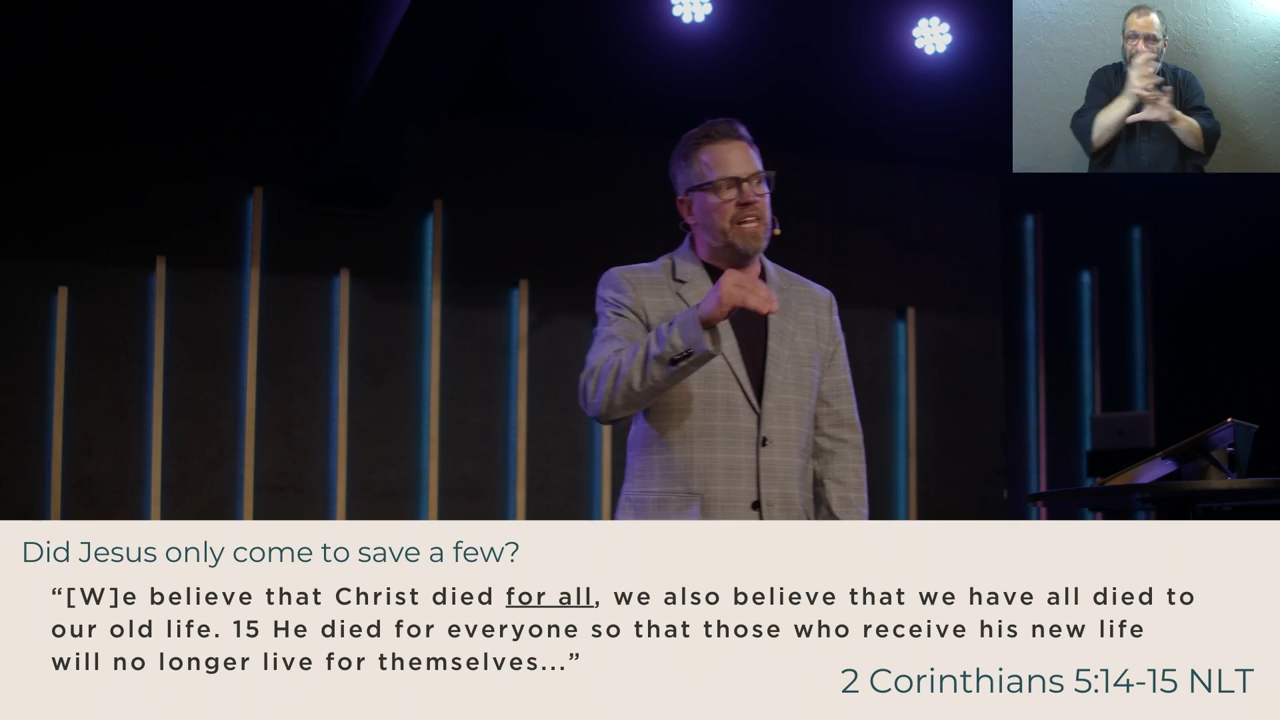 Did Jesus only come to save a few?
“[W]e believe that Christ died for all, we also believe that we have all died to
our old life. 15 He died for everyone so that those who receive his new life
will no longer live for themselves...”
2 Corinthians 5:14-15 NLT